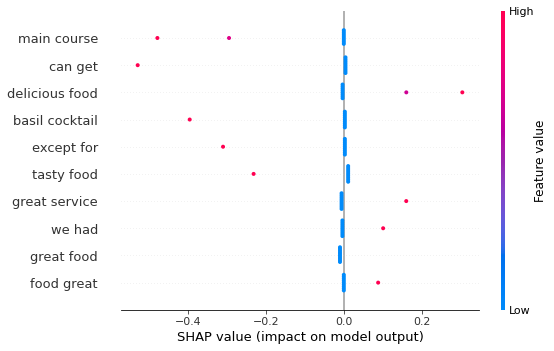 High
main course
can get
delicious food
basil cocktail
except for
tasty food
great service
we had
great food
food great
Low
Feature value
−0.4 −0.2 0.0 0.2
SHAP value (impact on model output)